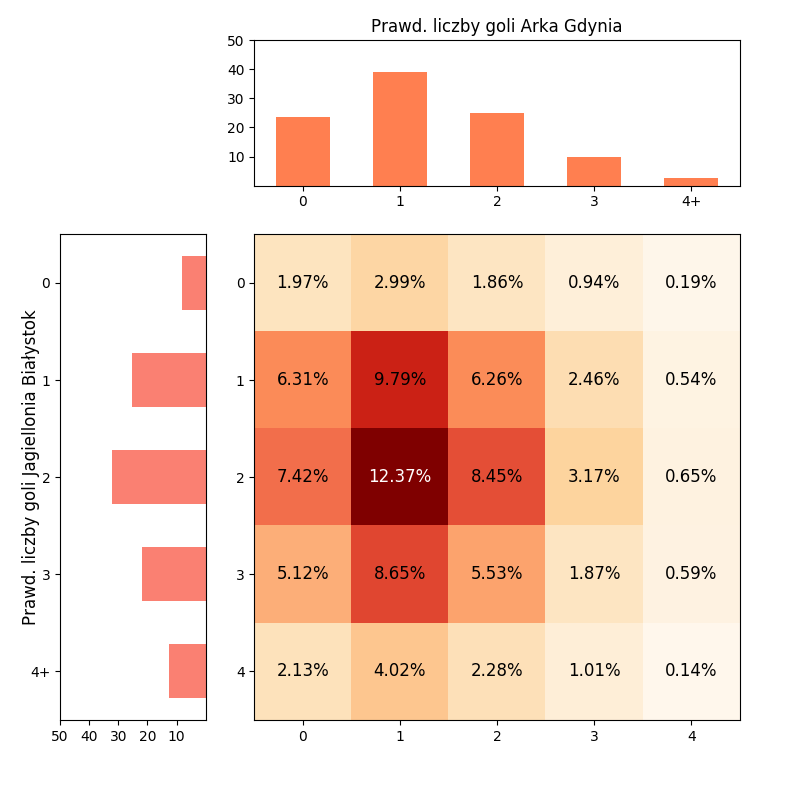 Prawd. liczby goli Arka Gdynia
50
40
30
20
10
0 1 2 3 4+
Prawd. liczby goli Jagiellonia Białystok
0
1
2
3
4+
50 40 30 20 10
0 1.97% 2.99% 1.86% 0.94% 0.19%
1 6.31% 9.79% 6.26% 2.46% 0.54%
2 7.42% 12.37% 8.45% 3.17% 0.65%
3 5.12% 8.65% 5.53% 1.87% 0.59%
4 2.13% 4.02% 2.28% 1.01% 0.14%
0 1 2 3 4